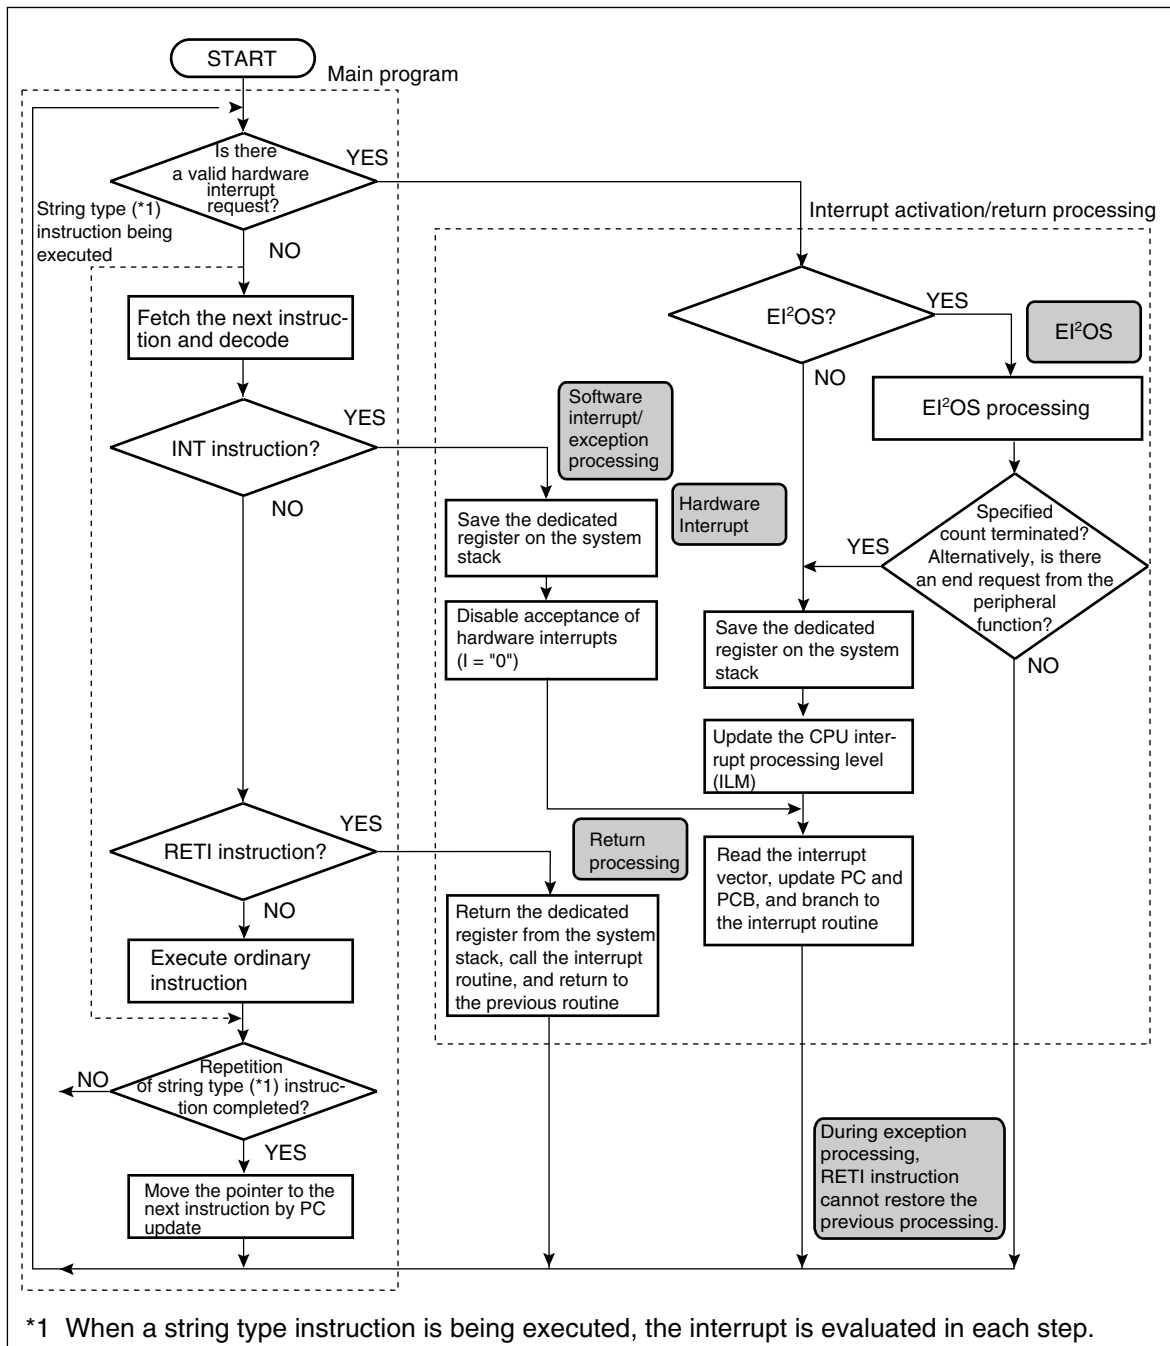 START
Main program
Is there
a valid hardware
interrupt
request?
YES
String type (*1)
instruction being
executed
NO
Fetch the next instruc-
tion and decode
INT instruction?
YES
NO
RETI instruction?
YES
NO
Execute ordinary
instruction
Repetition
of string type (*1) instruc-
tion completed?
NO
YES
Move the pointer to the
next instruction by PC
update
Interrupt activation/return processing
EI²OS?
YES
NO
EI²OS
EI²OS processing
Software
interrupt/
exception
processing
Save the dedicated
register on the system
stack
Disable acceptance of
hardware interrupts
(I = "0")
Hardware
Interrupt
Specified
count terminated?
Alternatively, is there
an end request from the
peripheral
function?
YES
NO
Save the dedicated
register on the system
stack
Update the CPU inter-
rupt processing level
(ILM)
Return
processing
Read the interrupt
vector, update PC and
PCB, and branch to
the interrupt routine
Return the dedicated
register from the system
stack, call the interrupt
routine, and return to
the previous routine
During exception
processing,
RETI instruction
cannot restore the
previous processing.
*1 When a string type instruction is being executed, the interrupt is evaluated in each step.